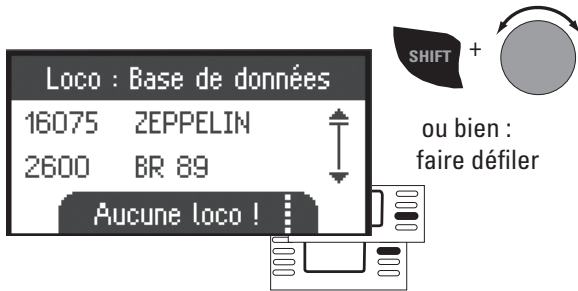 Loco : Base de données
16075 ZEPPELIN
2600 BR 89
Aucune loco !
SHIFT +
ou bien :
faire défiler